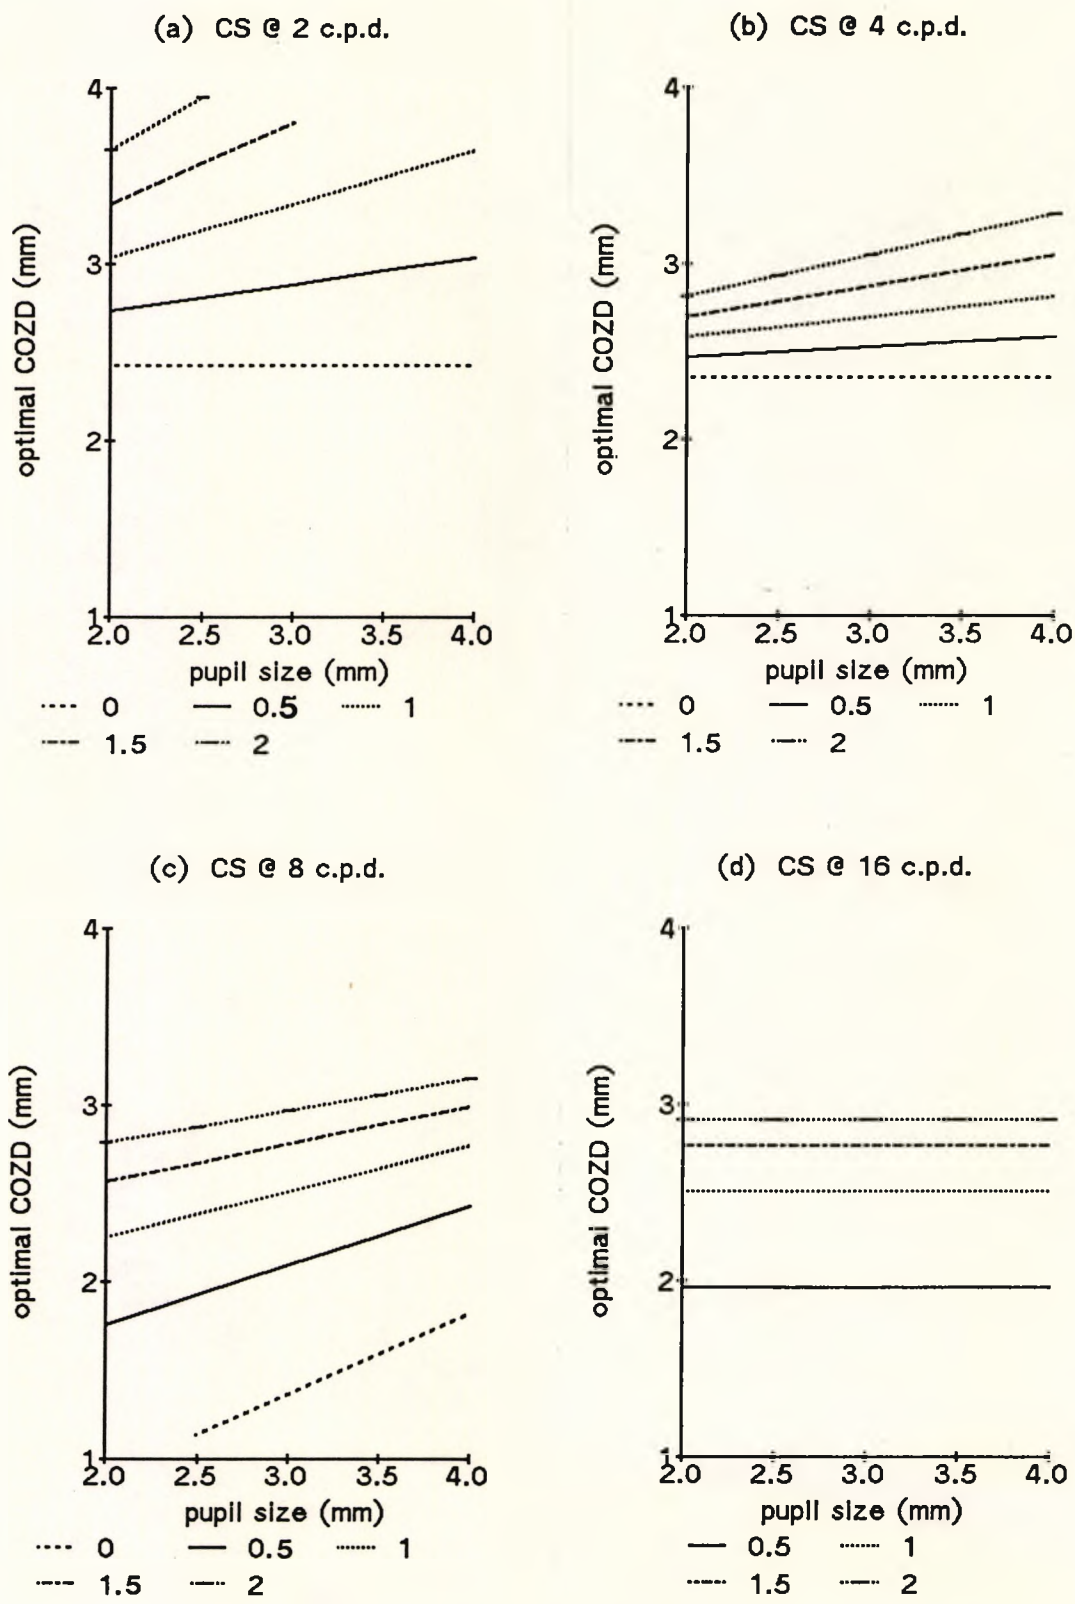 (a) CS @ 2 c.p.d.
4
3
2
1
optimal COZD (mm)
2.0 2.5 3.0 3.5 4.0
pupil size (mm)
0 0.5 1
1.5 2
(b) CS @ 4 c.p.d.
4
3
2
1
optimal COZD (mm)
2.0 2.5 3.0 3.5 4.0
pupil size (mm)
0 0.5 1
1.5 2
(c) CS @ 8 c.p.d.
4
3
2
1
optimal COZD (mm)
2.0 2.5 3.0 3.5 4.0
pupil size (mm)
0 0.5 1
1.5 2
(d) CS @ 16 c.p.d.
4
3
2
1
optimal COZD (mm)
2.0 2.5 3.0 3.5 4.0
pupil size (mm)
0.5 1
1.5 2